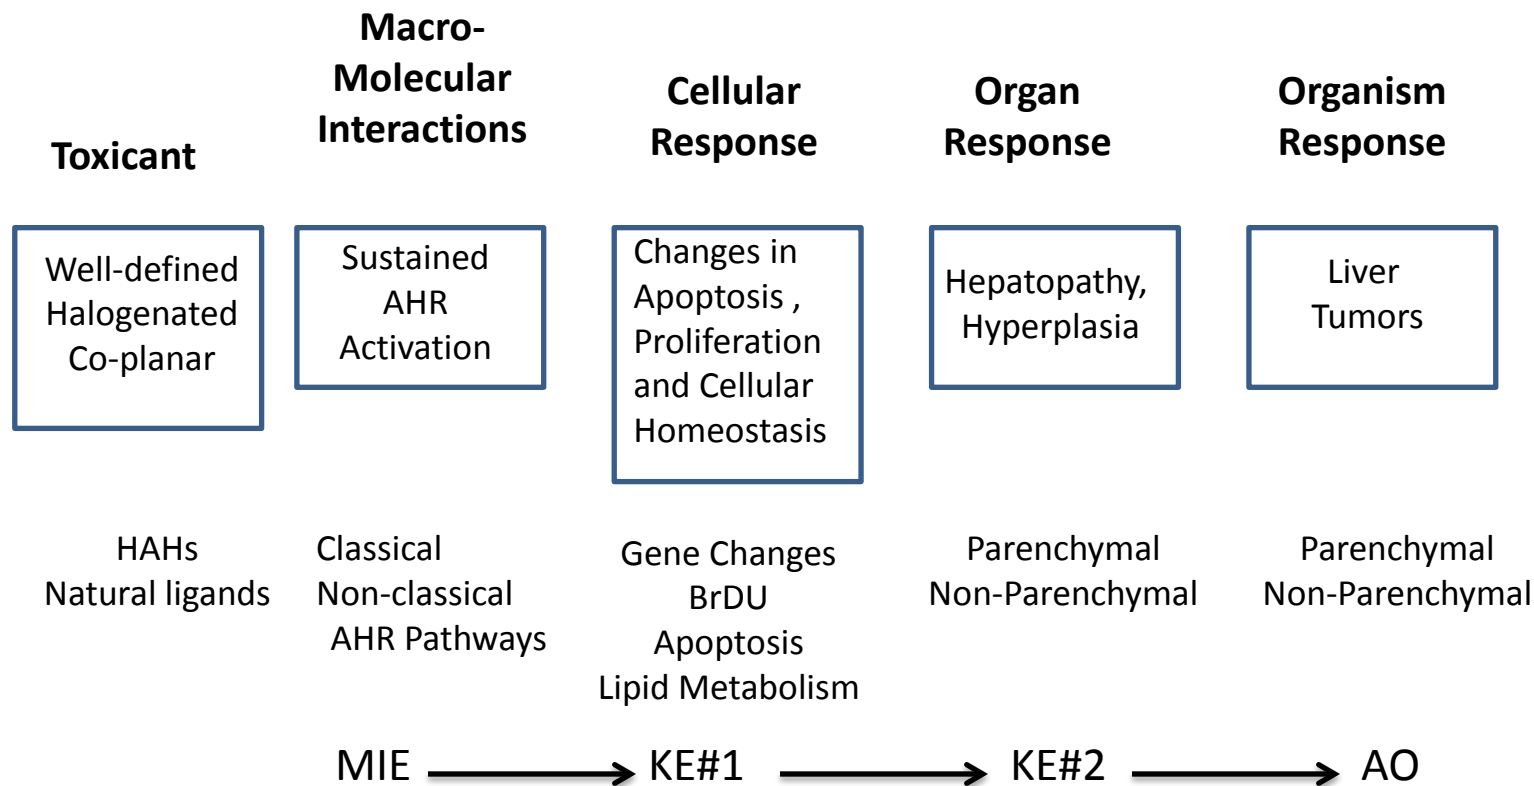 Toxicant
Macro-
Molecular
Interactions
Cellular
Response
Organ
Response
Organism
Response
Well-defined
Halogenated
Co-planar
Sustained
AHR
Activation
Changes in
Apoptosis ,
Proliferation
and Cellular
Homeostasis
Hepatopathy,
Hyperplasia
Liver
Tumors
HAHs
Natural ligands
Classical
Non-classical
AHR Pathways
Gene Changes
BrDU
Apoptosis
Lipid Metabolism
Parenchymal
Non-Parenchymal
Parenchymal
Non-Parenchymal
MIE
KE#1
KE#2
AO